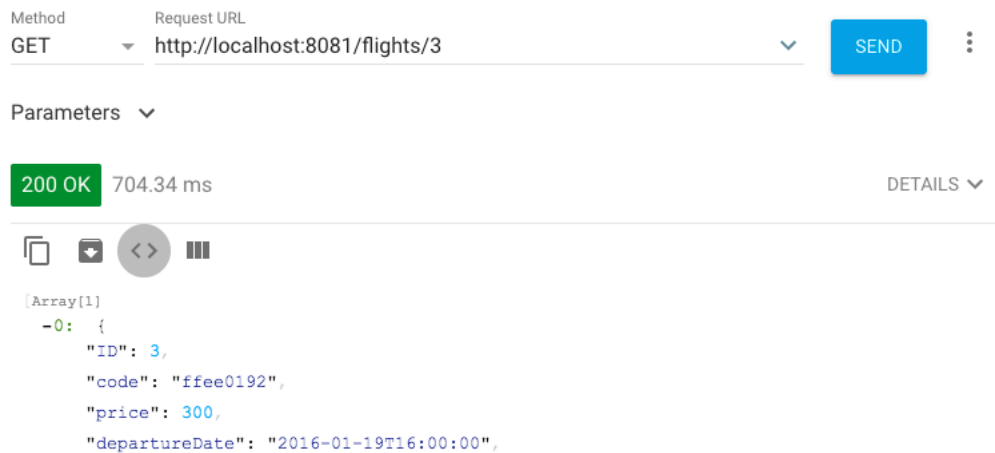 Method
Request URL
GET
http://localhost:8081/flights/3
SEND
Parameters
200 OK
704.34 ms
DETAILS
[Array[1]
-0: {
"ID": 3,
"code": "ffee0192",
"price": 300,
"departureDate": "2016-01-19T16:00:00",